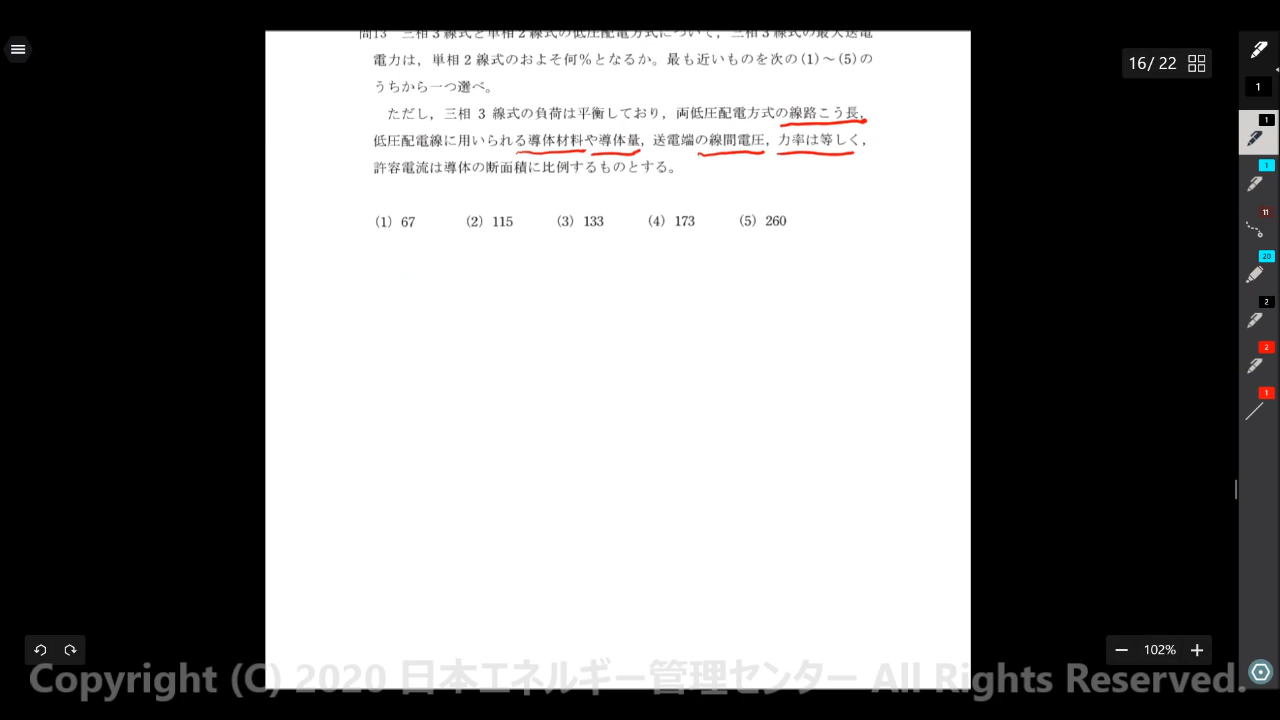 問13 三相3線式と単相2線式の低圧配電方式について，三相3線式の最大送電
16/ 22
電力は，単相2線式のおよそ何％となるか。最も近いものを次の(1)～(5)の
うちから一つ選べ。
ただし，三相 3 線式の負荷は平衡しており，両低圧配電方式の線路こう長，
低圧配電線に用いられる導体材料や導体量，送電端の線間電圧，力率は等しく，
許容電流は導体の断面積に比例するものとする。
(1) 67 (2) 115 (3) 133 (4) 173 (5) 260
1
1
1
11
20
2
2
1
102%
Copyright (C) 2020 日本エネルギー管理センター All Rights Reserved.